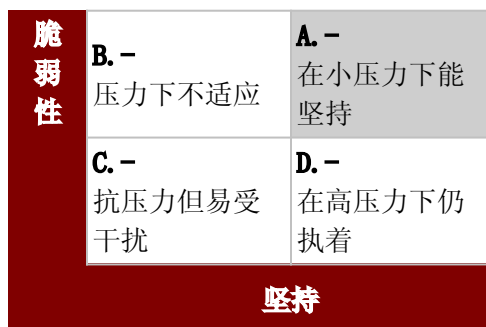 脆
弱
性
B.-
压力下不适应
A.-
在小压力下能
坚持
C.-
抗压力但易受
干扰
D.-
在高压力下仍
执着
坚持